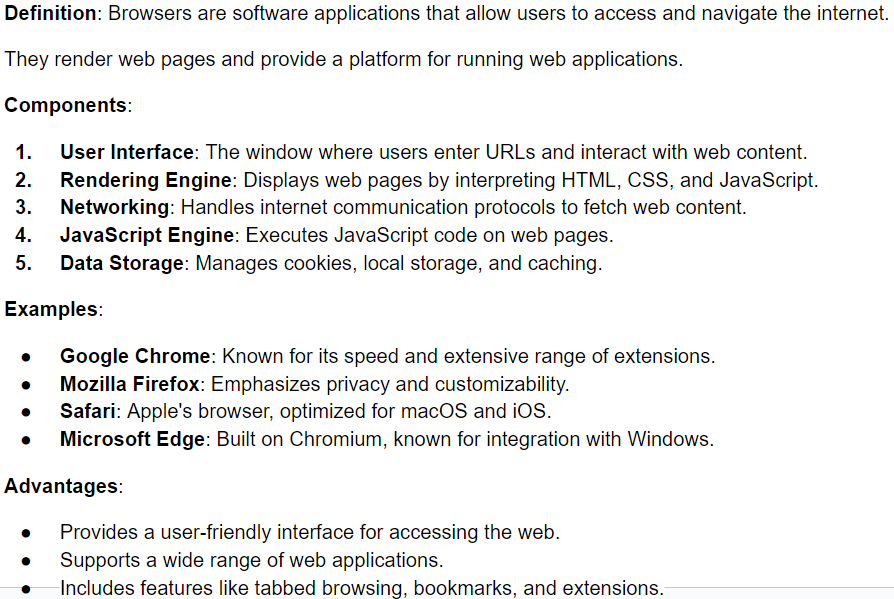 Definition: Browsers are software applications that allow users to access and navigate the internet.
They render web pages and provide a platform for running web applications.
Components:
1. User Interface: The window where users enter URLs and interact with web content.
2. Rendering Engine: Displays web pages by interpreting HTML, CSS, and JavaScript.
3. Networking: Handles internet communication protocols to fetch web content.
4. JavaScript Engine: Executes JavaScript code on web pages.
5. Data Storage: Manages cookies, local storage, and caching.
Examples:
● Google Chrome: Known for its speed and extensive range of extensions.
● Mozilla Firefox: Emphasizes privacy and customizability.
● Safari: Apple's browser, optimized for macOS and iOS.
● Microsoft Edge: Built on Chromium, known for integration with Windows.
Advantages:
● Provides a user-friendly interface for accessing the web.
● Supports a wide range of web applications.
● Includes features like tabbed browsing, bookmarks, and extensions.